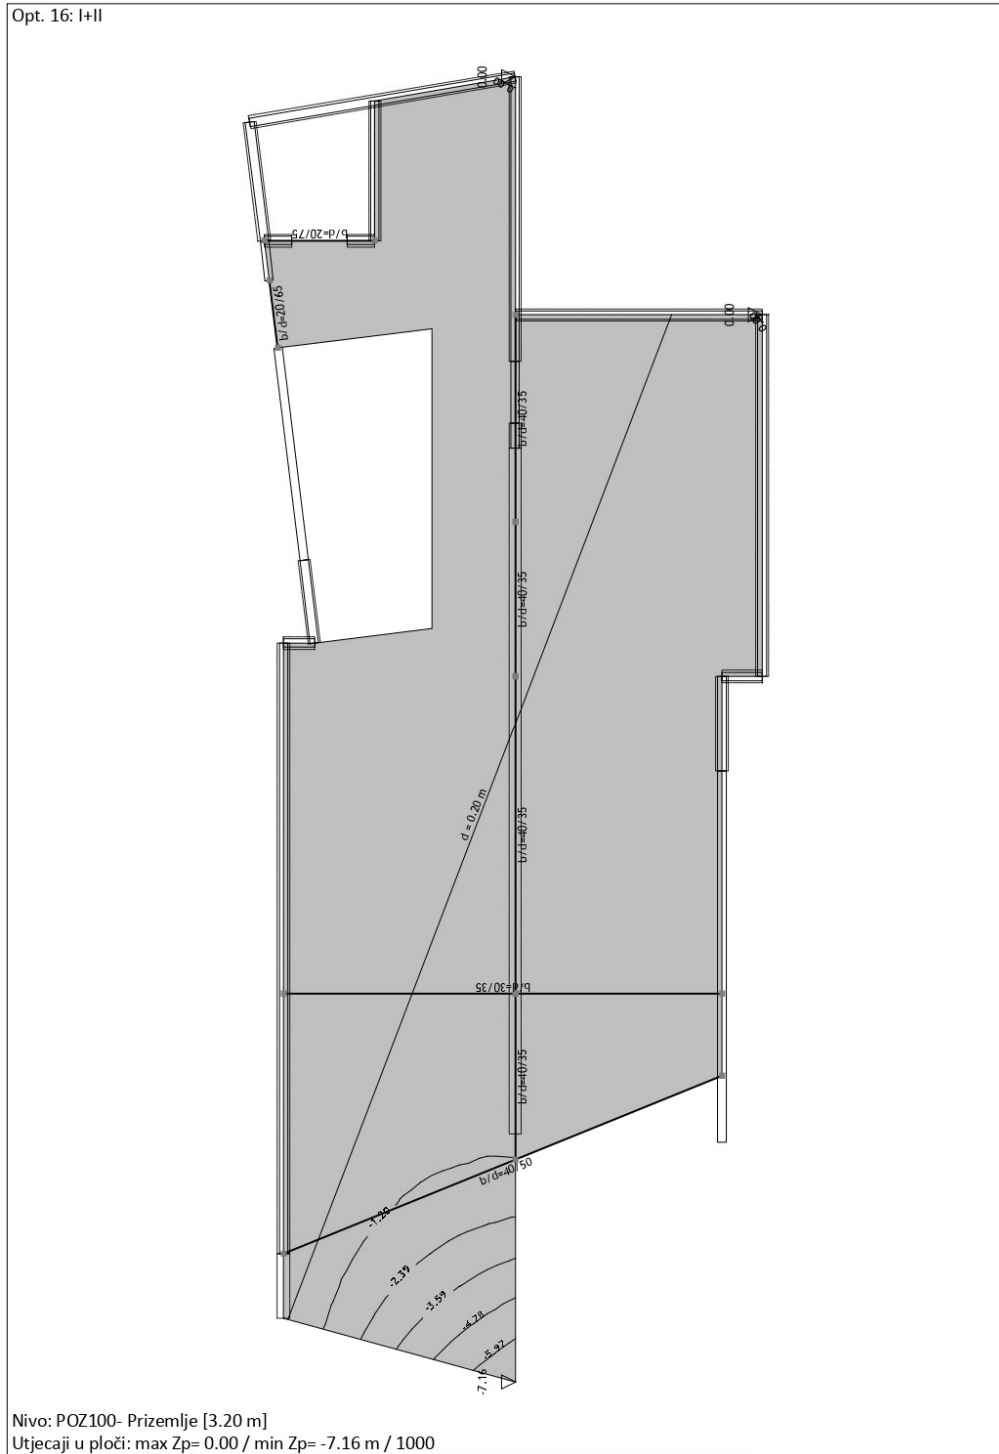 Opt. 16: I+II
0.00
b/d=20/75
b/d=20/65
0.00
b/d=40/35
b/d=40/35
d = 0.20 m
b/d=40/35
b/d=30/35
b/d=40/35
b/d=40/50
-1.20
-2.39
-3.59
-4.78
-5.97
-7.16
Nivo: POZ100- Prizemlje [3.20 m]
Utjecaji u ploči: max Zp= 0.00 / min Zp= -7.16 m / 1000